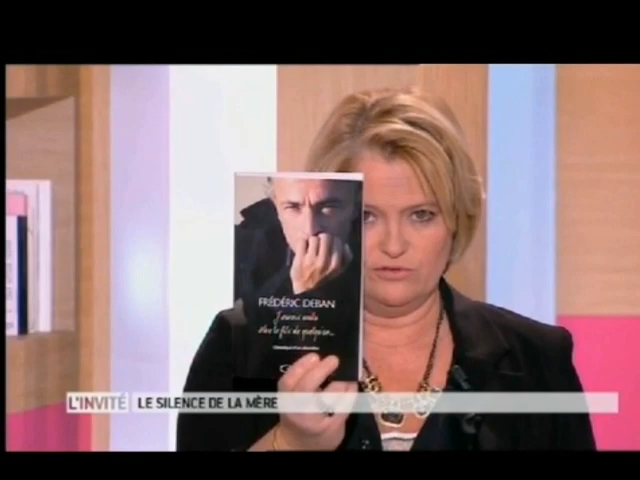 FRÉDÉRIC DEBAN
J'aurais voulu
être le fils de quelqu'un...
L'INVITÉ LE SILENCE DE LA MÈRE